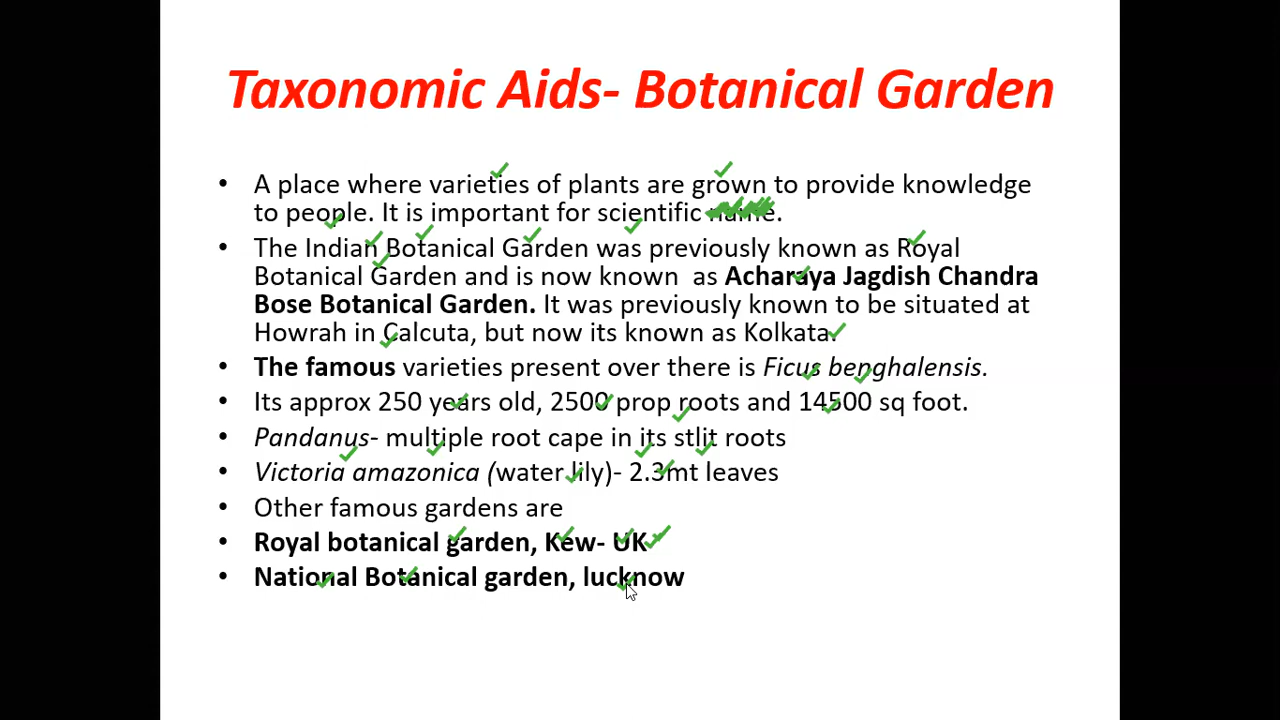 Taxonomic Aids- Botanical Garden
• A place where varieties of plants are grown to provide knowledge
to people. It is important for scientific name.
• The Indian Botanical Garden was previously known as Royal
Botanical Garden and is now known as Acharaya Jagdish Chandra
Bose Botanical Garden. It was previously known to be situated at
Howrah in Calcuta, but now its known as Kolkata.
• The famous varieties present over there is Ficus benghalensis.
• Its approx 250 years old, 2500 prop roots and 14500 sq foot.
• Pandanus- multiple root cape in its stlit roots
• Victoria amazonica (water lily)- 2.3mt leaves
• Other famous gardens are
• Royal botanical garden, Kew- UK
• National Botanical garden, lucknow